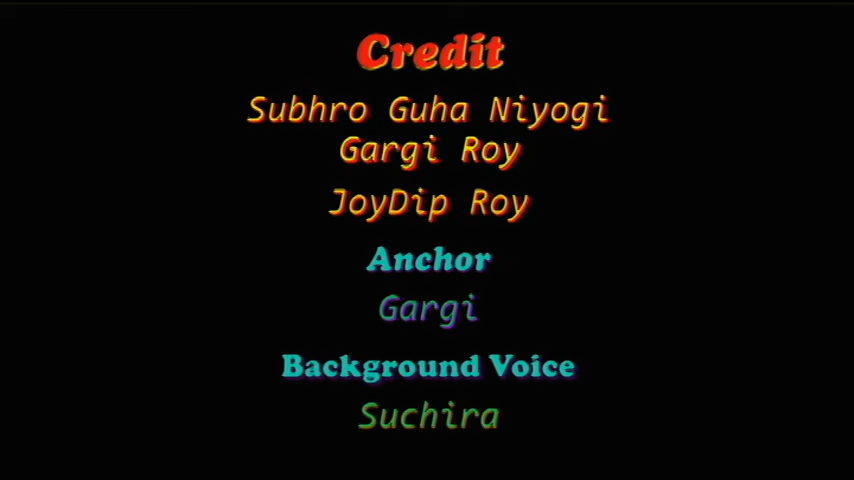 Credit
Subhro Guha Niyogi
Gargi Roy
JoyDip Roy
Anchor
Gargi
Background Voice
Suchira